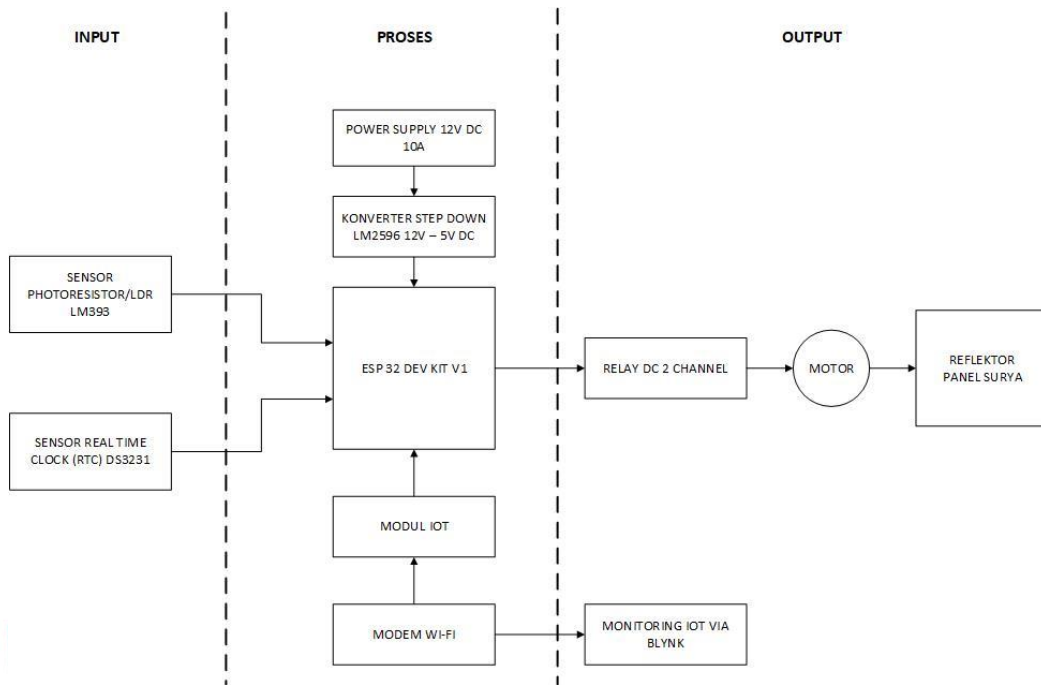 INPUT
PROSES
OUTPUT
POWER SUPPLY 12V DC
10A
KONVERTER STEP DOWN
LM2596 12V – 5V DC
SENSOR
PHOTORESISTOR/LDR
LM393
ESP 32 DEV KIT V1
RELAY DC 2 CHANNEL
MOTOR
REFLEKTOR
PANEL SURYA
SENSOR REAL TIME
CLOCK (RTC) DS3231
MODUL IOT
MODEM WI-FI
MONITORING IOT VIA
BLYNK